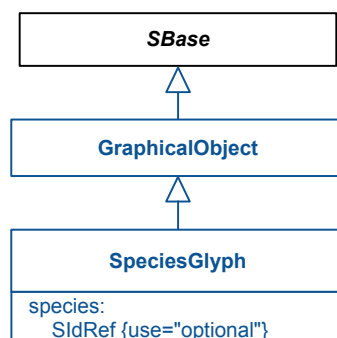 SBase
GraphicalObject
SpeciesGlyph
species:
SIdRef {use="optional"}